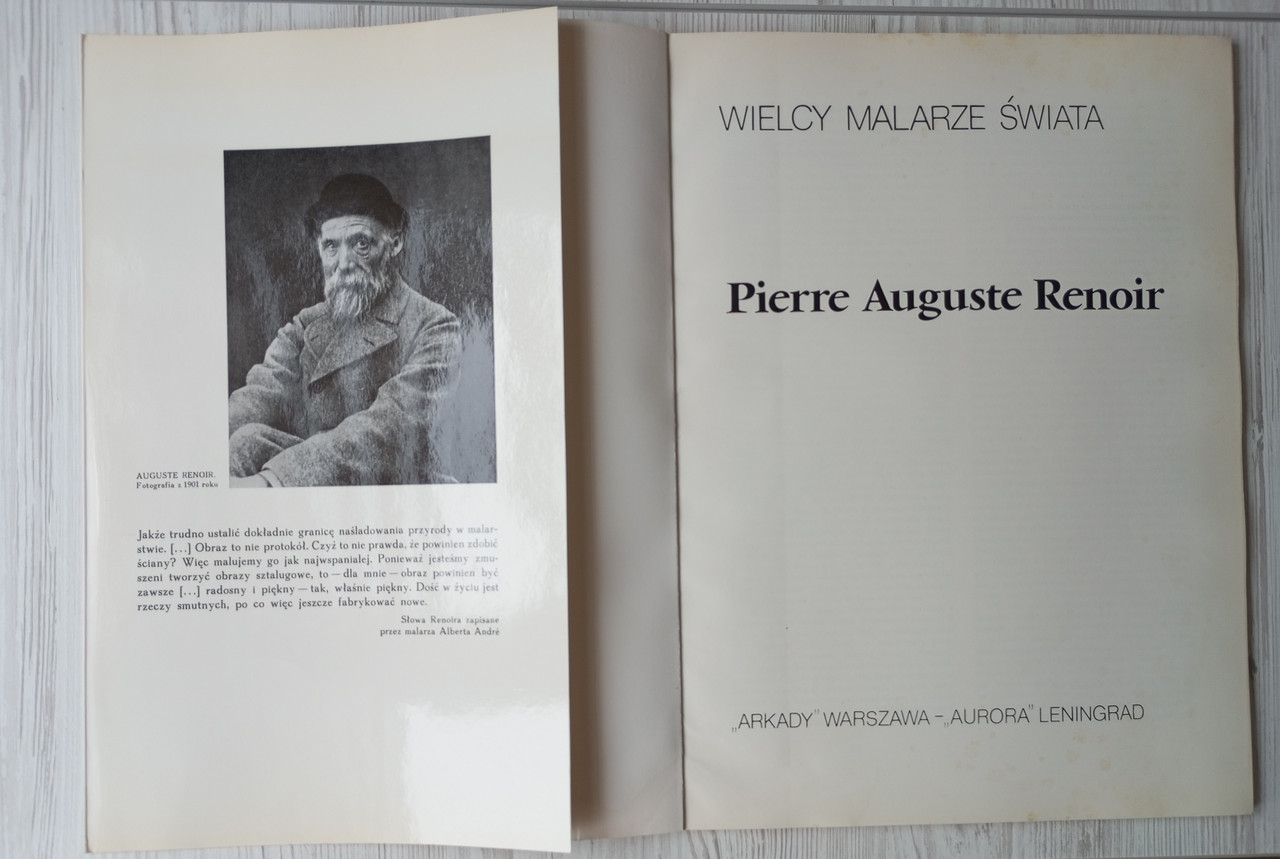 AUGUSTE RENOIR.
Fotografia z 1901 roku
Jakże trudno ustalić dokładnie granicę naśladowania przyrody w malar-
stwie. [...] Obraz to nie protokół. Czyż to nie prawda, że powinien zdobić
ściany? Więc malujemy go jak najwspanialej. Ponieważ jesteśmy zmu-
szeni tworzyć obrazy sztalugowe, to — dla mnie — obraz powinien być
zawsze [...] radosny i piękny — tak, właśnie piękny. Dość w życiu jest
rzeczy smutnych, po co więc jeszcze fabrykować nowe.
Słowa Renoira zapisane
przez malarza Alberta André
WIELCY MALARZE ŚWIATA
Pierre Auguste Renoir
„ARKADY" WARSZAWA – „AURORA" LENINGRAD